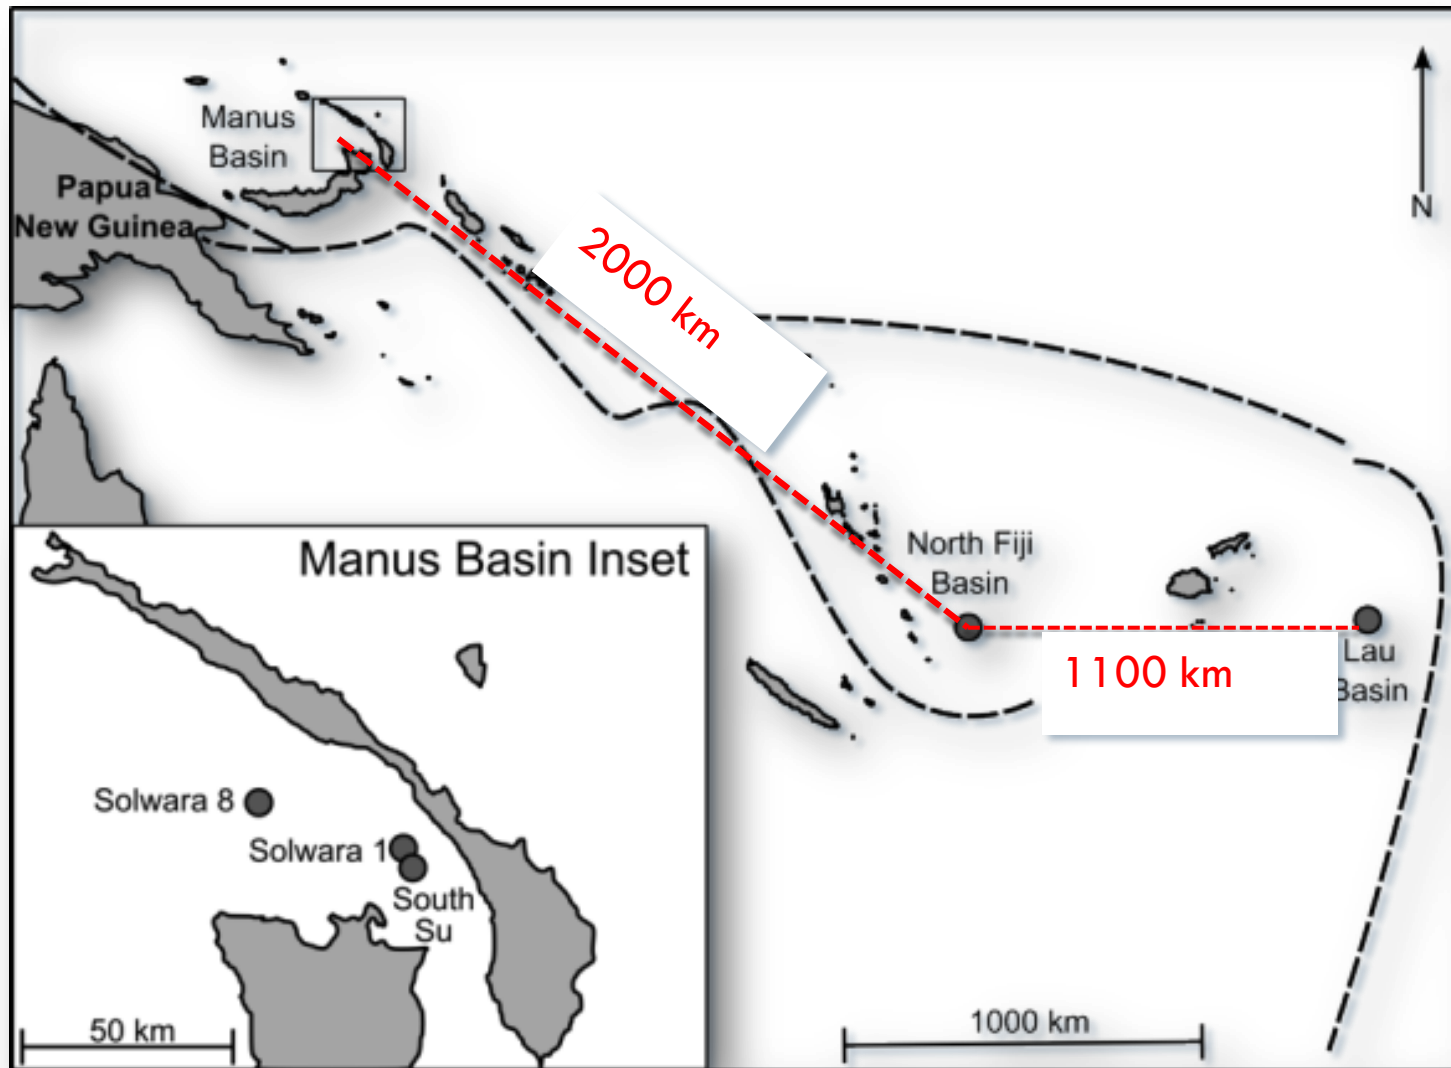 Manus
Basin
Papua
New Guinea
N
2000 km
North Fiji
Basin
1100 km
Lau
Basin
Manus Basin Inset
Solwara 8
Solwara 1
South
Su
50 km
1000 km